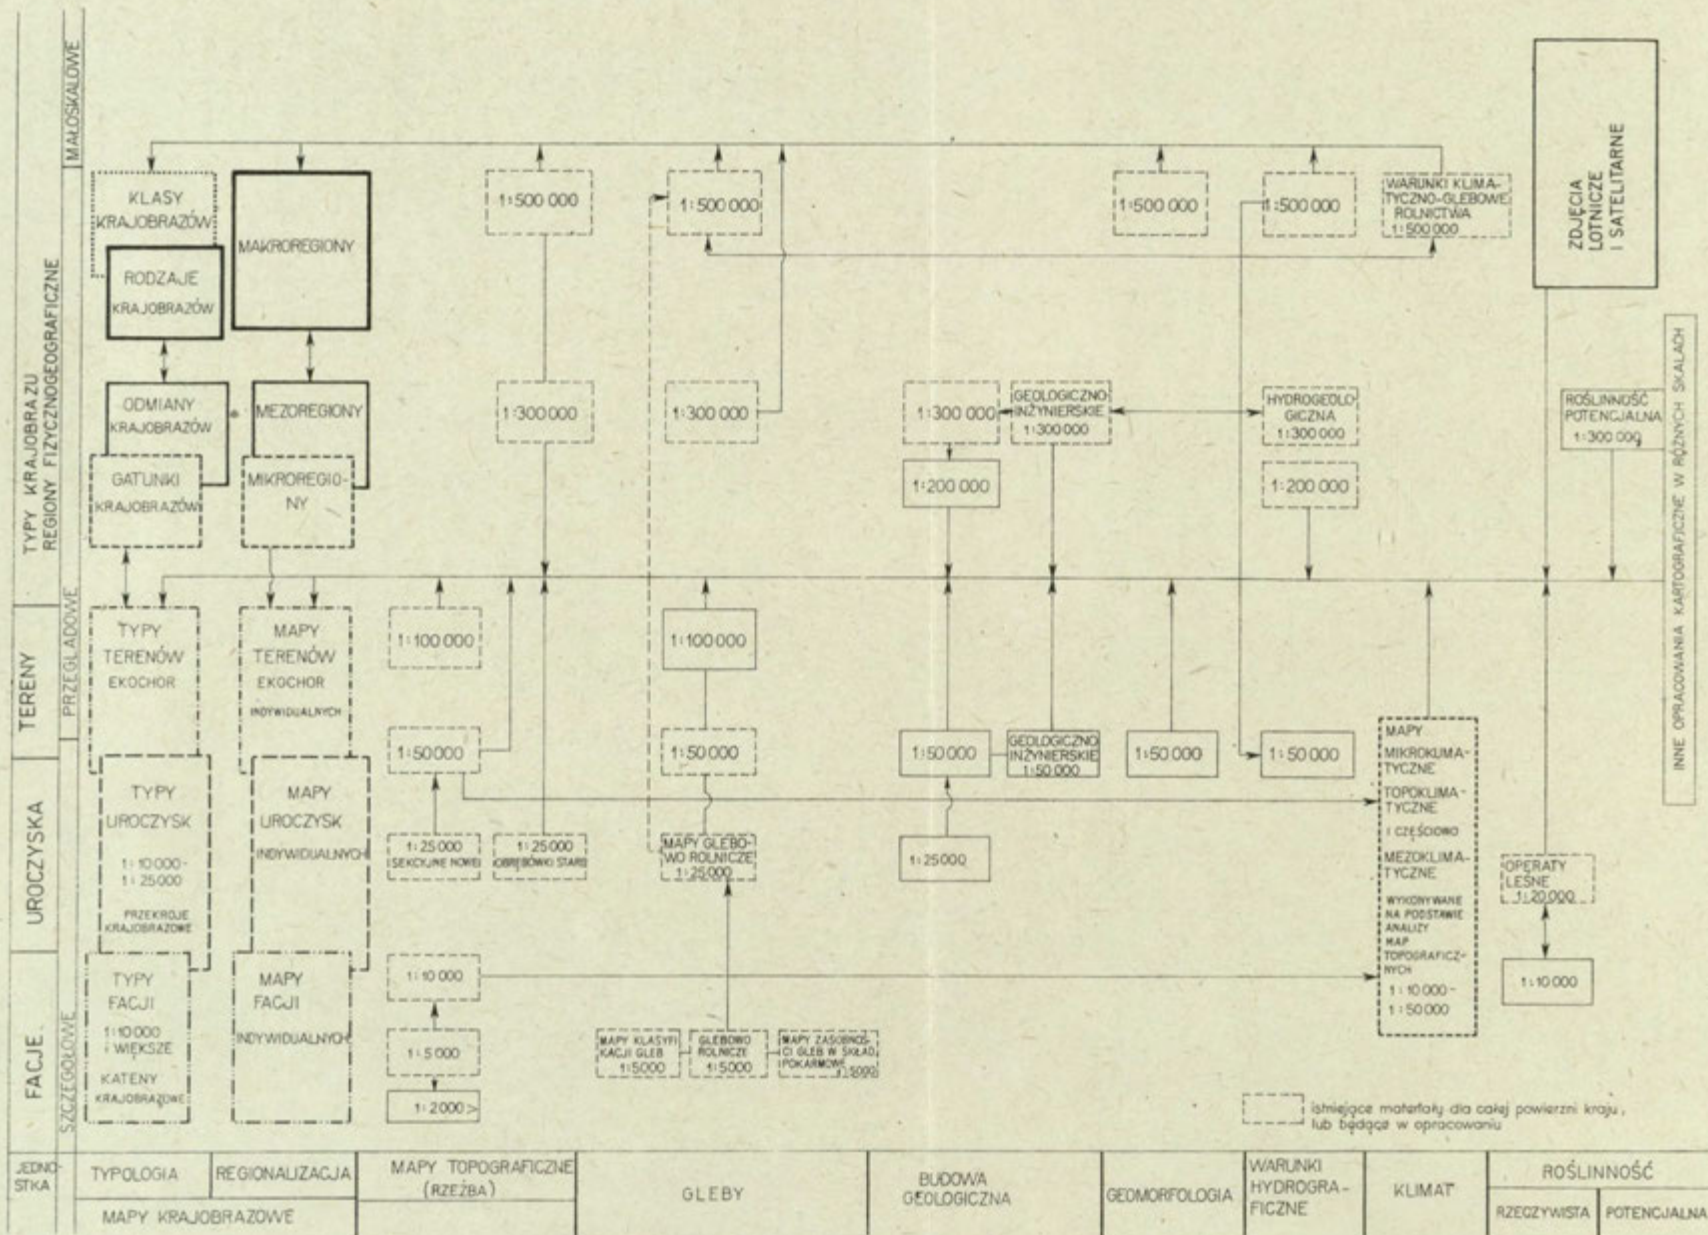 MAŁOSKALOWE
TYPY KRAJOBRAZU
REGIONY FIZYCZNOGEOGRAFICZNE
PRZEGLĄDOWE
TERENY
UROCZYSKA
FACJE
SZCZEGÓŁOWE
KLASY
KRAJOBRAZÓW
RODZAJE
KRAJOBRAZÓW
MAKROREGIONY
1:500 000
1:500 000
1:500 000
1:500 000
WARUNKI KLIMA-
TYCZNO-GLEBOWE
ROLNICTWA
1:500 000
ZDJĘCIA
LOTNICZE
I SATELITARNE
ODMIANY
KRAJOBRAZÓW
GATUNKI
KRAJOBRAZÓW
MEZOREGIONY
MIKROREGIO-
NY
1:300 000
1:300 000
1:300 000
GEOLOGICZNO
INŻYNIERSKIE
1:300 000
HYDROGEOLO
GICZNA
1:300 000
ROŚLINNOŚĆ
POTENCJALNA
1:300 000
1:200 000
1:200 000
INNE OPRACOWANIA KARTOGRAFICZNE W RÓŻNYCH SKALACH
TYPY
TERENÓW
EKOCHOR
MAPY
TERENÓW
EKOCHOR
INDYWIDUALNYCH
1:100 000
1:100 000
1:50 000
1:50 000
1:50 000
GEOLOGICZNO
INŻYNIERSKIE
1:50 000
1:50 000
1:50 000
MAPY
MIKROKLIMA-
TYCZNE
TOPOKLIMA-
TYCZNE
I CZĘŚCIOWO
MEZOKLIMA-
TYCZNE
WYKONYWANE
NA PODSTAWIE
ANALIZY
MAP
TOPOGRAFICZ-
NYCH
1:10 000-
1:50 000
TYPY
UROCZYSK
1:10 000-
1:25 000
PRZEKROJE
KRAJOBRAZOWE
MAPY
UROCZYSK
INDYWIDUALNYCH
1:25 000
(SEKCYJNE NOWE)
1:25 000
(OBRĘBÓWKI STARE)
MAPY GLEBO-
WO ROLNICZE
1:25 000
1:25 000
OPERATY
LEŚNE
1:20 000
TYPY
FACJI
1:10 000
i WIĘKSZE
KATENY
KRAJOBRAZOWE
MAPY
FACJI
INDYWIDUALNYCH
1:10 000
1:5 000
1:2000 >
MAPY KLASYFI
KACJI GLEB
1:5000
GLEBOWO
ROLNICZE
1:5000
MAPY ZASOBNOŚ
CI GLEB W SKŁAD.
POKARMOWE
1:5000
1:10 000
istniejące materiały dla całej powierzni kraju,
lub będące w opracowaniu
JEDNO-
STKA
TYPOLOGIA
REGIONALIZACJA
MAPY KRAJOBRAZOWE
MAPY TOPOGRAFICZNE
(RZEŹBA)
GLEBY
BUDOWA
GEOLOGICZNA
GEOMORFOLOGIA
WARUNKI
HYDROGRA-
FICZNE
KLIMAT
ROŚLINNOŚĆ
RZECZYWISTA
POTENCJALNA